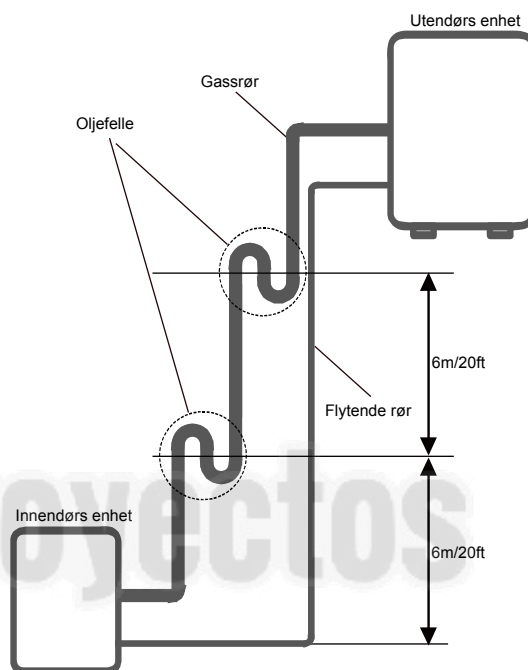 Utendørs enhet
Gassrør
Oljefelle
6m/20ft
Flytende rør
Innendørs enhet
oyectos
6m/20ft